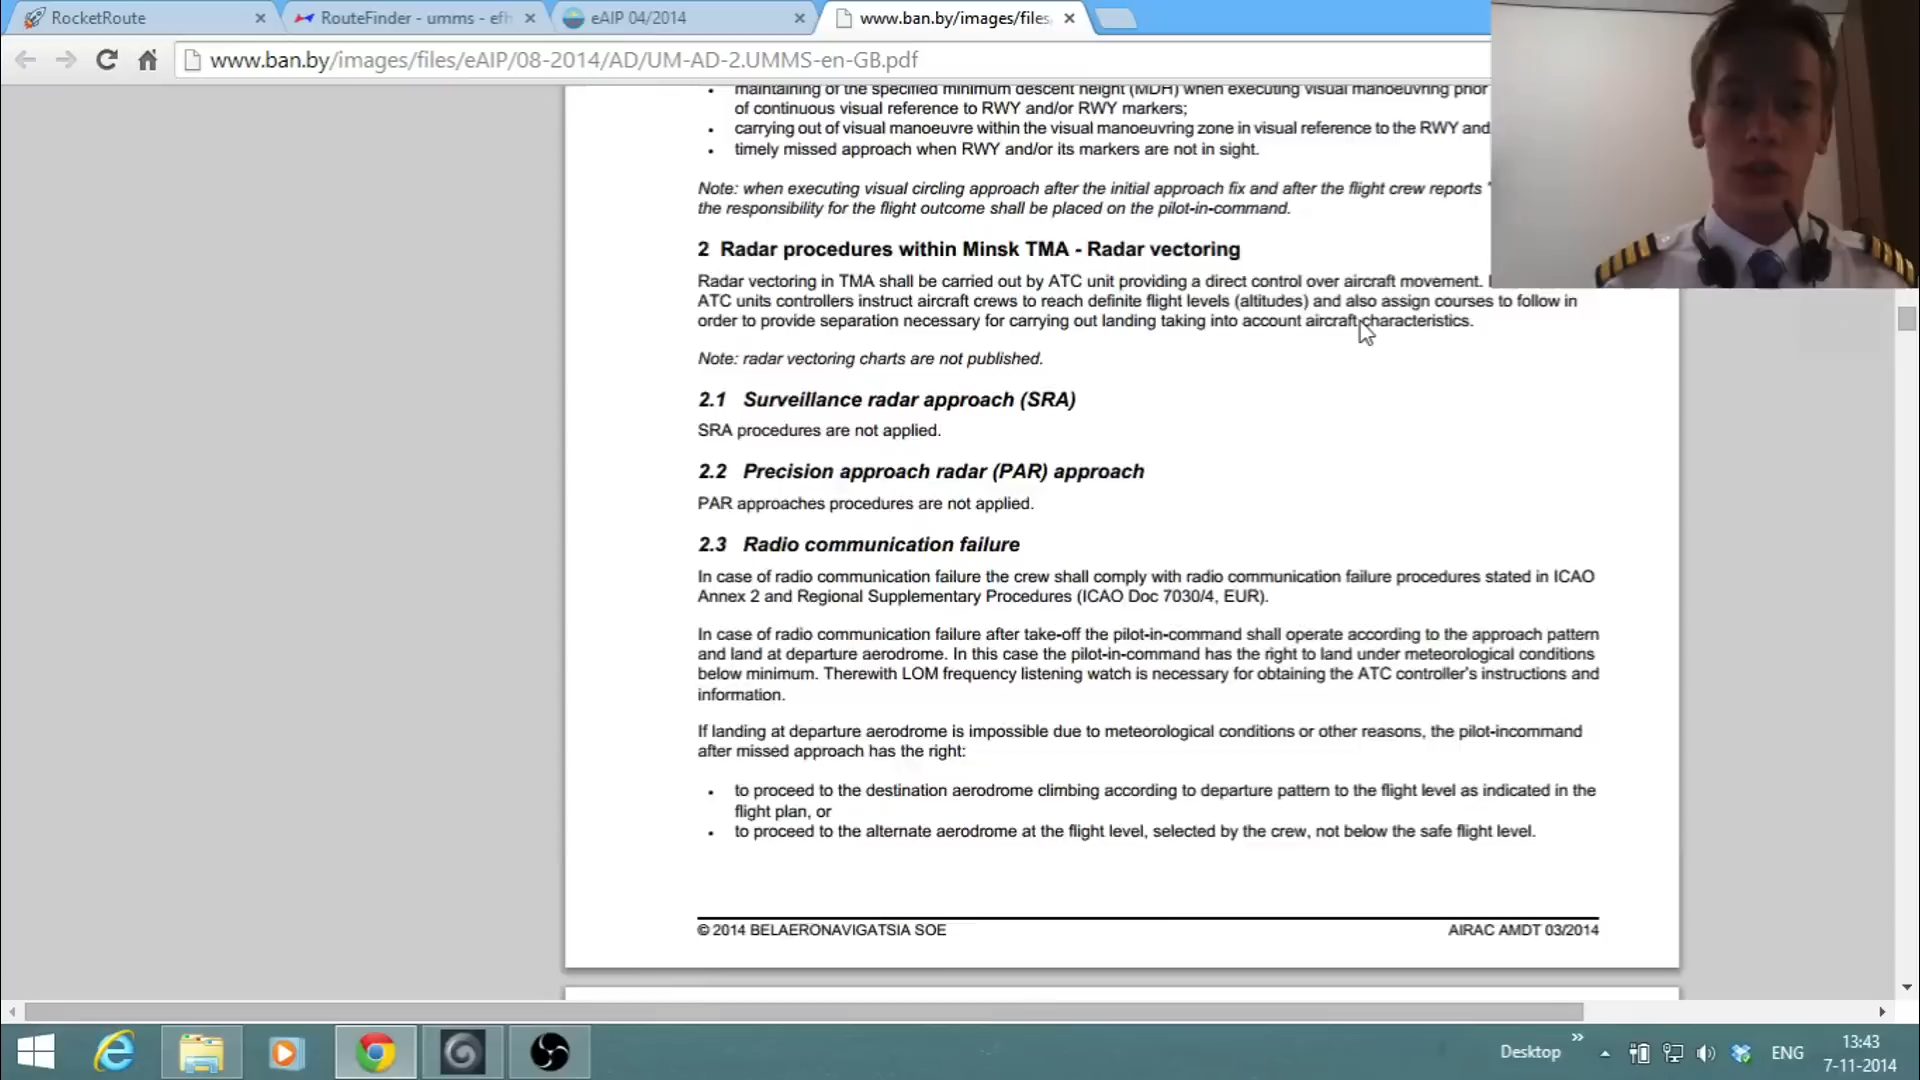 RocketRoute
RouteFinder - umms - efh
eAIP 04/2014
www.ban.by/images/files
www.ban.by/images/files/eAIP/08-2014/AD/UM-AD-2.UMMS-en-GB.pdf
maintaining of the specified minimum descent height (MDH) when executing visual manoeuvring prior
of continuous visual reference to RWY and/or RWY markers;
carrying out of visual manoeuvre within the visual manoeuvring zone in visual reference to the RWY and
timely missed approach when RWY and/or its markers are not in sight.
Note: when executing visual circling approach after the initial approach fix and after the flight crew reports "
the responsibility for the flight outcome shall be placed on the pilot-in-command.
2 Radar procedures within Minsk TMA - Radar vectoring
Radar vectoring in TMA shall be carried out by ATC unit providing a direct control over aircraft movement.
ATC units controllers instruct aircraft crews to reach definite flight levels (altitudes) and also assign courses to follow in
order to provide separation necessary for carrying out landing taking into account aircraft characteristics.
Note: radar vectoring charts are not published.
2.1 Surveillance radar approach (SRA)
SRA procedures are not applied.
2.2 Precision approach radar (PAR) approach
PAR approaches procedures are not applied.
2.3 Radio communication failure
In case of radio communication failure the crew shall comply with radio communication failure procedures stated in ICAO
Annex 2 and Regional Supplementary Procedures (ICAO Doc 7030/4, EUR).
In case of radio communication failure after take-off the pilot-in-command shall operate according to the approach pattern
and land at departure aerodrome. In this case the pilot-in-command has the right to land under meteorological conditions
below minimum. Therewith LOM frequency listening watch is necessary for obtaining the ATC controller's instructions and
information.
If landing at departure aerodrome is impossible due to meteorological conditions or other reasons, the pilot-incommand
after missed approach has the right:
to proceed to the destination aerodrome climbing according to departure pattern to the flight level as indicated in the
flight plan, or
to proceed to the alternate aerodrome at the flight level, selected by the crew, not below the safe flight level.
© 2014 BELAERONAVIGATSIA SOE
AIRAC AMDT 03/2014
Desktop
ENG
13:43
7-11-2014